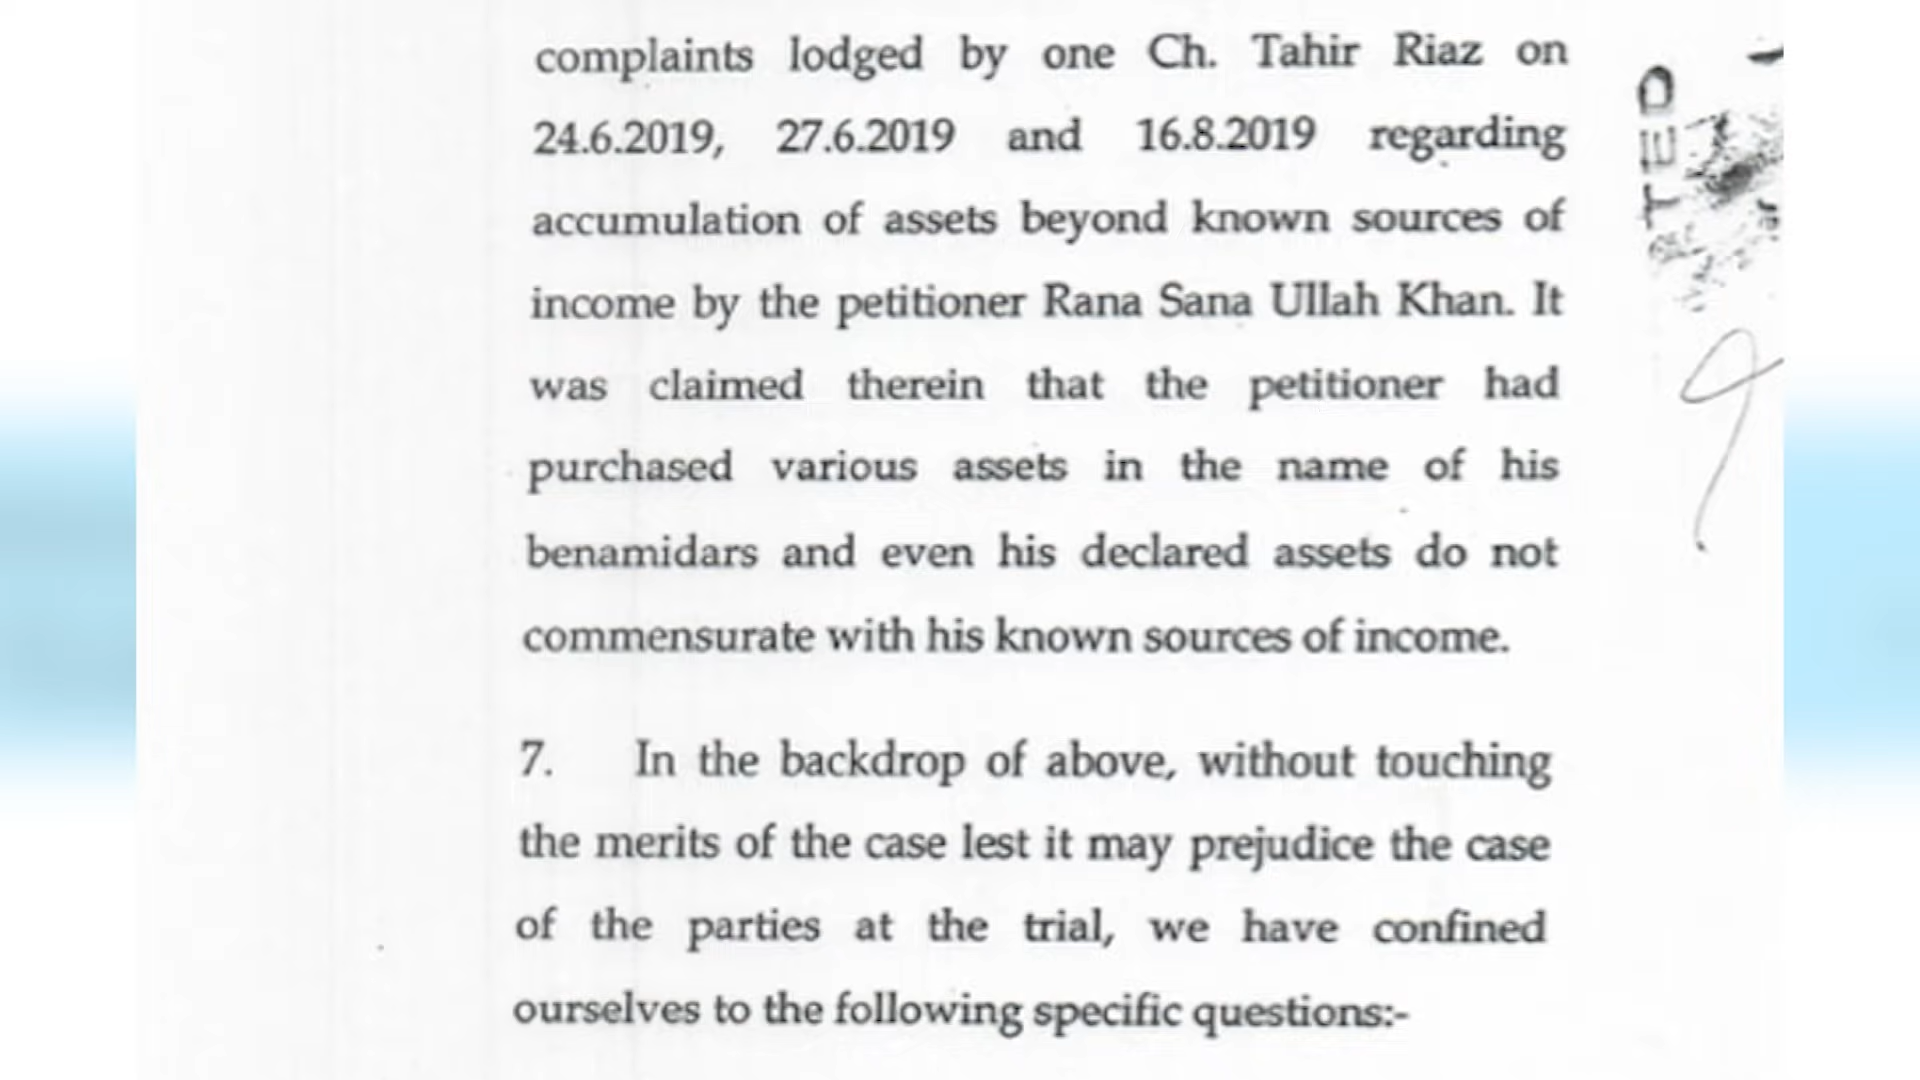 complaints lodged by one Ch. Tahir Riaz on
24.6.2019, 27.6.2019 and 16.8.2019 regarding
accumulation of assets beyond known sources of
income by the petitioner Rana Sana Ullah Khan. It
was claimed therein that the petitioner had
purchased various assets in the name of his
benamidars and even his declared assets do not
commensurate with his known sources of income.
7. In the backdrop of above, without touching
the merits of the case lest it may prejudice the case
of the parties at the trial, we have confined
ourselves to the following specific questions:-
TED